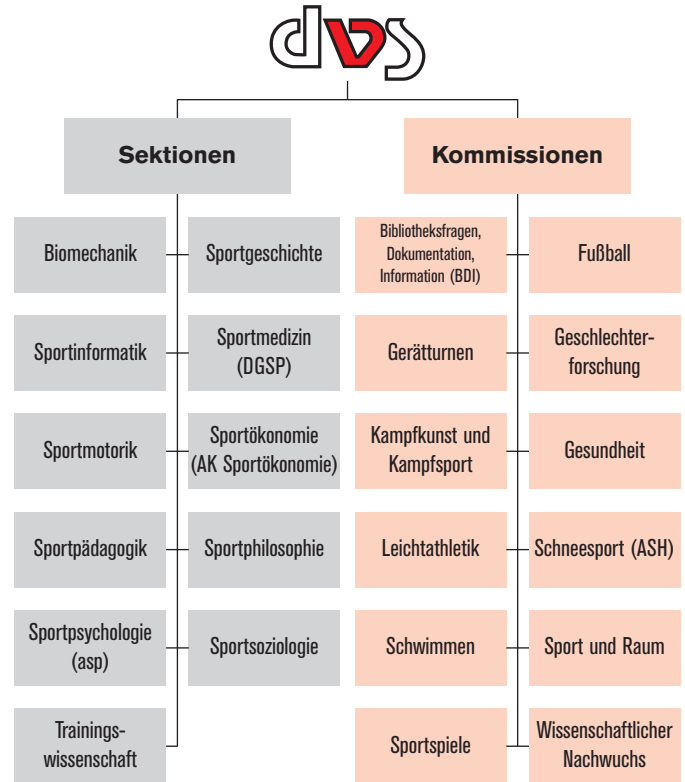 dvs
Sektionen
Kommissionen
Biomechanik
Sportgeschichte
Bibliotheksfragen,
Dokumentation,
Information (BDI)
Fußball
Sportinformatik
Sportmedizin
(DGSP)
Gerätturnen
Geschlechter-
forschung
Sportmotorik
Sportökonomie
(AK Sportökonomie)
Kampfkunst und
Kampfsport
Gesundheit
Sportpädagogik
Sportphilosophie
Leichtathletik
Schneesport (ASH)
Sportpsychologie
(asp)
Sportsoziologie
Schwimmen
Sport und Raum
Trainings-
wissenschaft
Sportspiele
Wissenschaftlicher
Nachwuchs